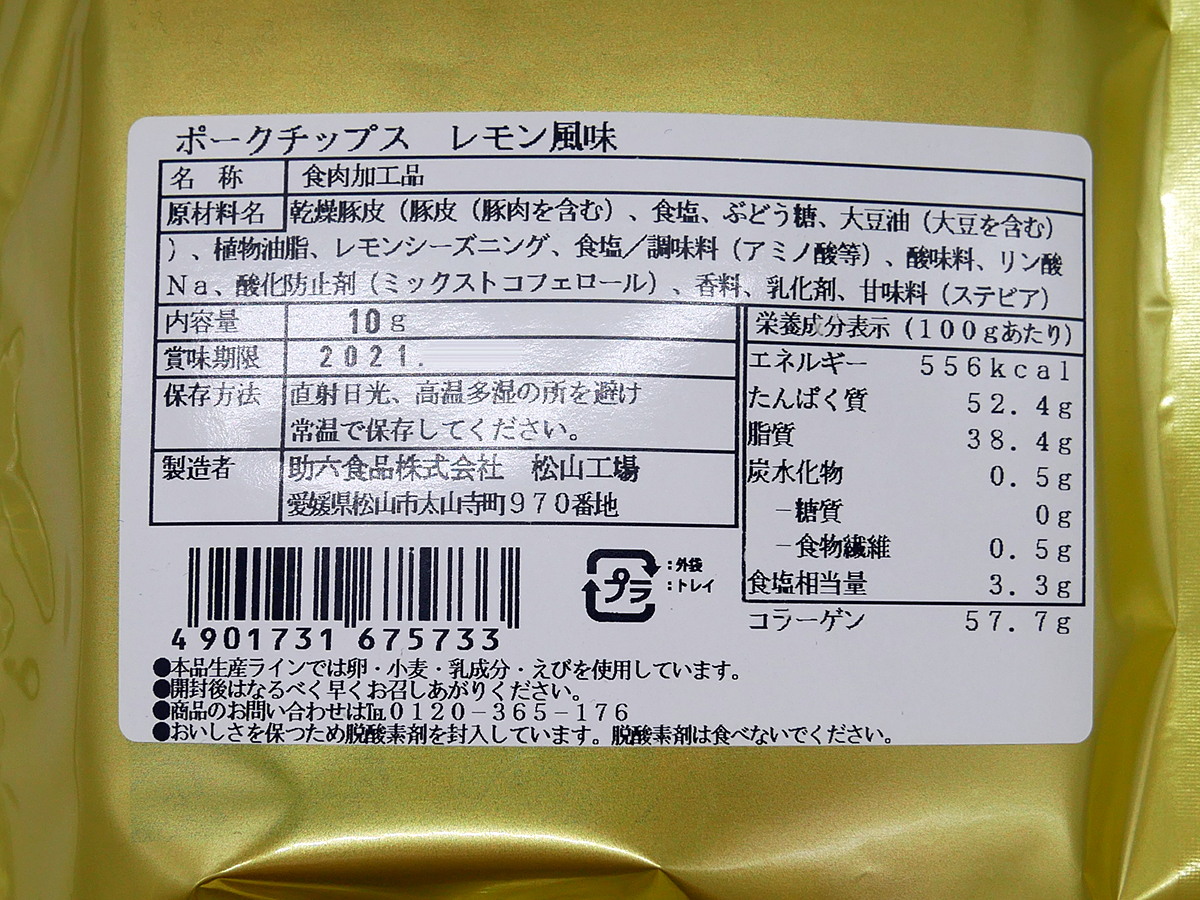 ポークチップス　レモン風味
名　称　食肉加工品
原材料名　乾燥豚皮（豚皮（豚肉を含む）、食塩、ぶどう糖、大豆油（大豆を含む）
）、植物油脂、レモンシーズニング、食塩／調味料（アミノ酸等）、酸味料、リン酸
Ｎａ、酸化防止剤（ミックストコフェロール）、香料、乳化剤、甘味料（ステビア）
内容量　10ｇ
賞味期限　2021.
保存方法　直射日光、高温多湿の所を避け
常温で保存してください。
製造者　助六食品株式会社　松山工場
愛媛県松山市太山寺町９７０番地
栄養成分表示（１００ｇあたり）
エネルギー　５５６ｋｃａｌ
たんぱく質　５２．４ｇ
脂質　３８．４ｇ
炭水化物　０．５ｇ
－糖質　０ｇ
－食物繊維　０．５ｇ
食塩相当量　３．３ｇ
コラーゲン　５７．７ｇ
4 901731 675733
プラ
：外袋
：トレイ
●本品生産ラインでは卵・小麦・乳成分・えびを使用しています。
●開封後はなるべく早くお召しあがりください。
●商品のお問い合わせは℡０１２０－３６５－１７６
●おいしさを保つため脱酸素剤を封入しています。脱酸素剤は食べないでください。